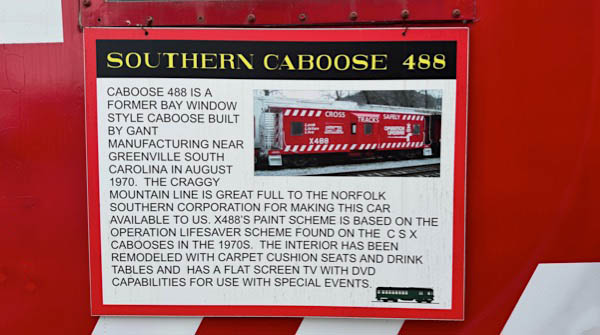 SOUTHERN CABOOSE 488
CABOOSE 488 IS A
FORMER BAY WINDOW
STYLE CABOOSE BUILT
BY GANT
MANUFACTURING NEAR
GREENVILLE SOUTH
CAROLINA IN AUGUST
1970. THE CRAGGY
MOUNTAIN LINE IS GREAT FULL TO THE NORFOLK
SOUTHERN CORPORATION FOR MAKING THIS CAR
AVAILABLE TO US. X488'S PAINT SCHEME IS BASED ON THE
OPERATION LIFESAVER SCHEME FOUND ON THE C S X
CABOOSES IN THE 1970S. THE INTERIOR HAS BEEN
REMODELED WITH CARPET CUSHION SEATS AND DRINK
TABLES AND HAS A FLAT SCREEN TV WITH DVD
CAPABILITIES FOR USE WITH SPECIAL EVENTS.
CROSS TRACKS SAFELY
X488